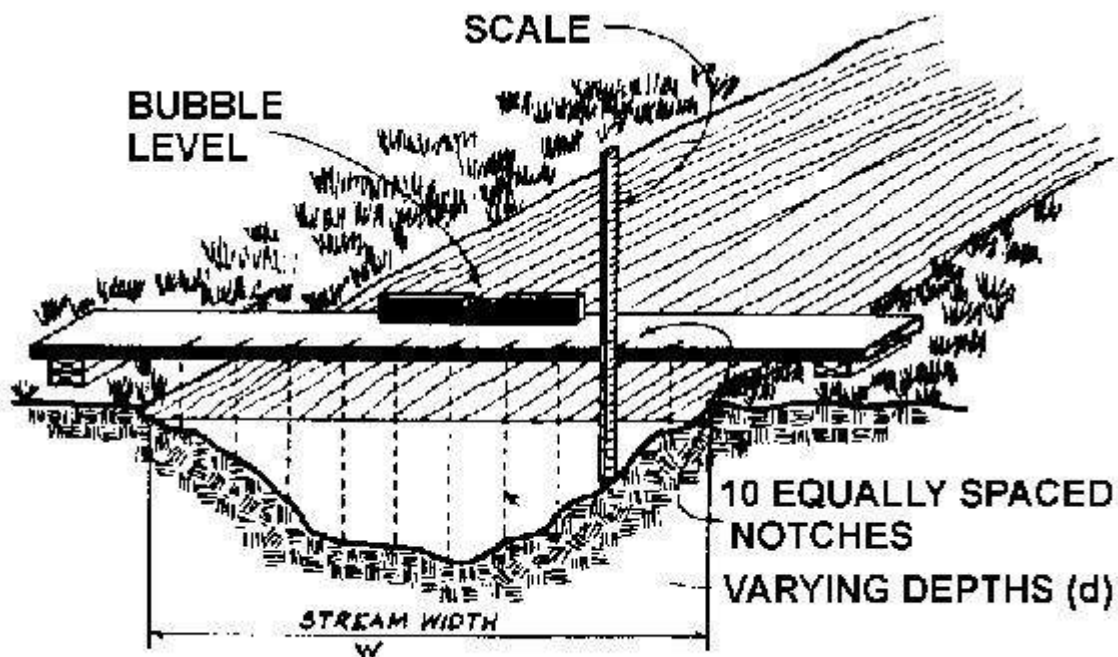 SCALE
BUBBLE
LEVEL
10 EQUALLY SPACED
NOTCHES
VARYING DEPTHS (d)
STREAM WIDTH
W